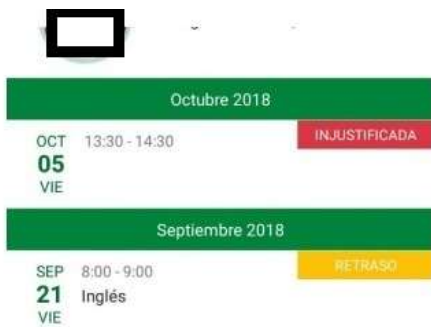 Octubre 2018
OCT 13:30 - 14:30 INJUSTIFICADA
05
VIE
Septiembre 2018
SEP 8:00 - 9:00 RETRASO
21 Inglés
VIE